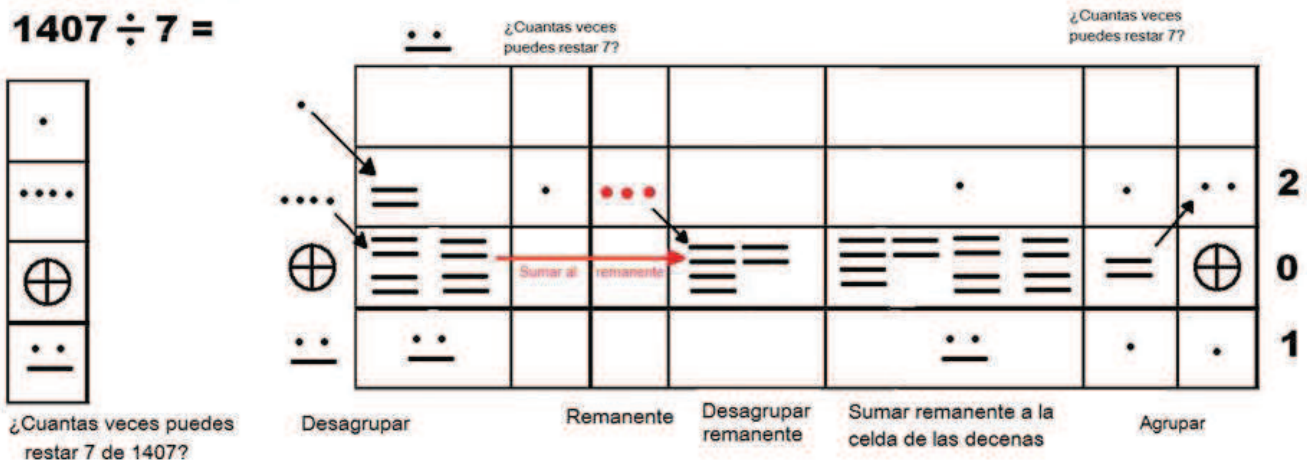 1407 ÷ 7 =
¿Cuantas veces
puedes restar 7?
¿Cuantas veces
puedes restar 7?
2
Sumar al remanente
0
1
¿Cuantas veces puedes
restar 7 de 1407?
Desagrupar
Remanente
Desagrupar
remanente
Sumar remanente a la
celda de las decenas
Agrupar